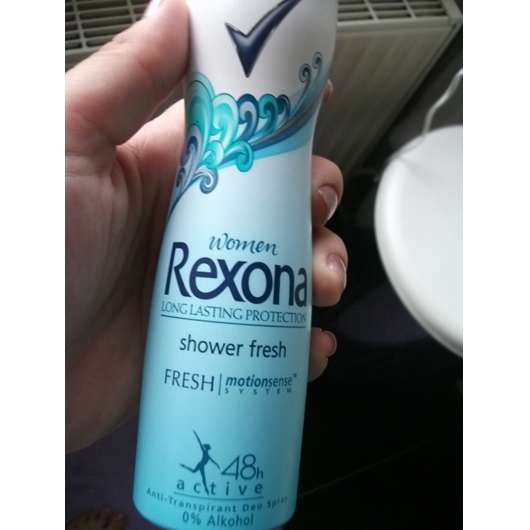 women
Rexona
LONG LASTING PROTECTION
shower fresh
FRESH | motionsense™
SYSTEM
48h
active
Anti-Transpirant Deo Spray
0% Alkohol